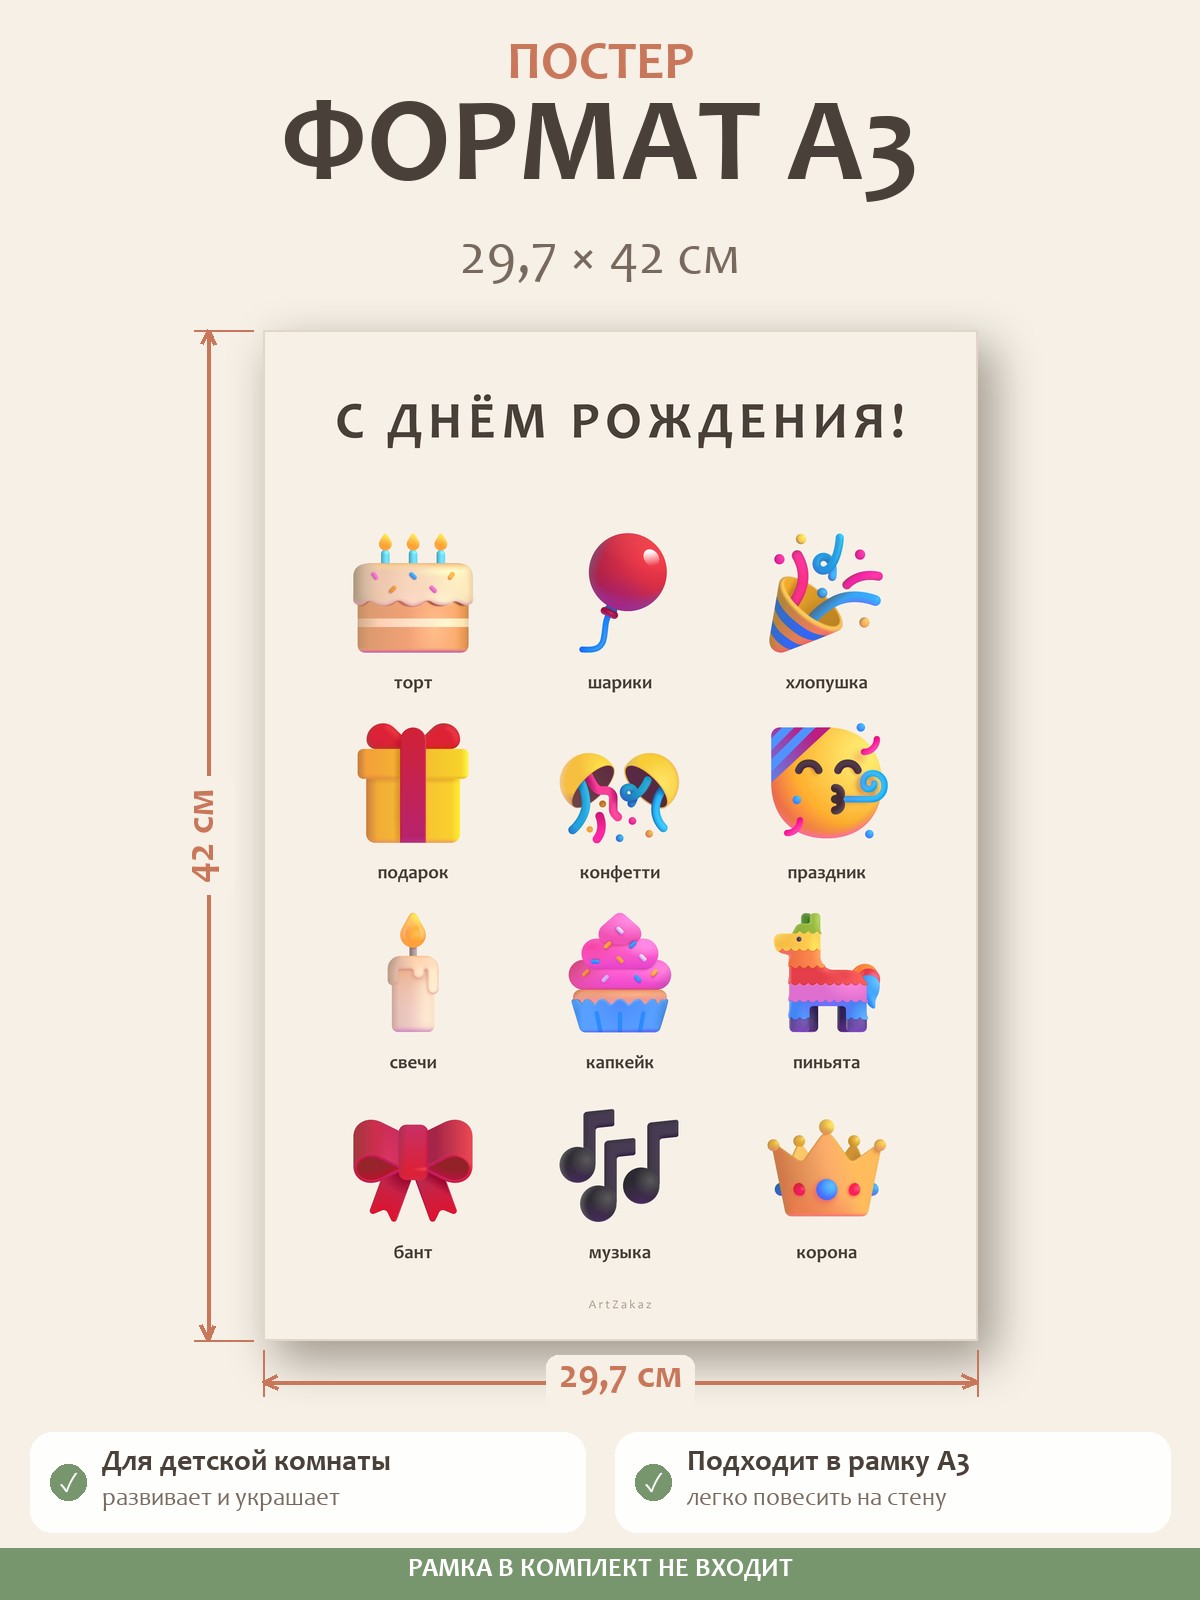 ПОСТЕР
ФОРМАТ А3
29,7 × 42 см
С ДНЁМ РОЖДЕНИЯ!
торт
шарики
хлопушка
подарок
конфетти
праздник
42 см
свечи
капкейк
пиньята
бант
музыка
корона
ArtZakaz
29,7 см
Для детской комнаты
развивает и украшает
Подходит в рамку А3
легко повесить на стену
РАМКА В КОМПЛЕКТ НЕ ВХОДИТ